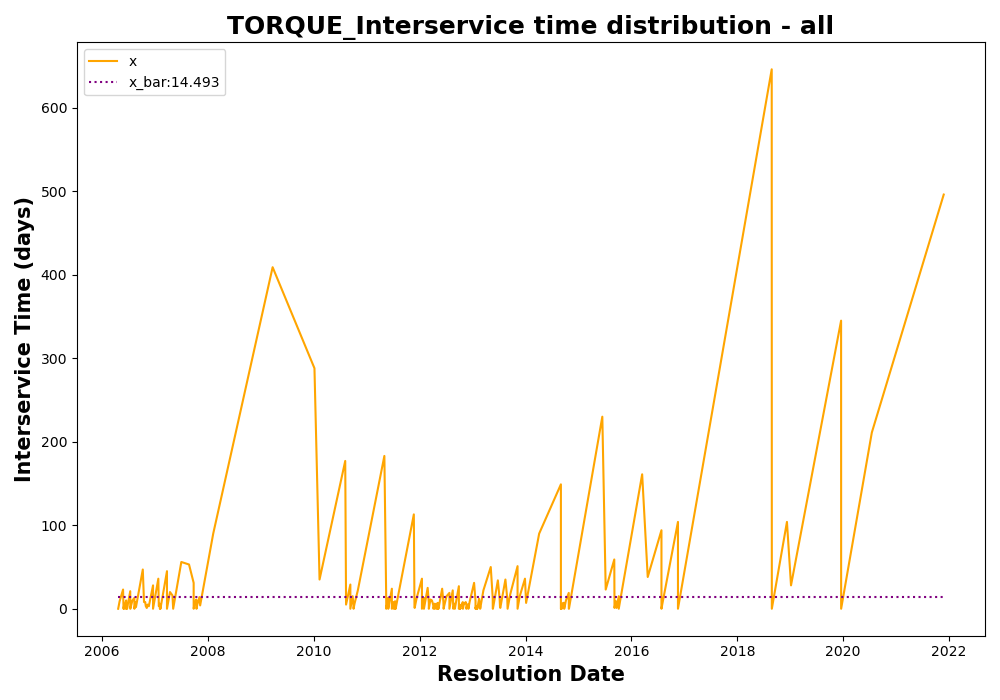 TORQUE_Interservice time distribution - all
x
x_bar:14.493
Interservice Time (days)
600
500
400
300
200
100
0
2006 2008 2010 2012 2014 2016 2018 2020 2022
Resolution Date